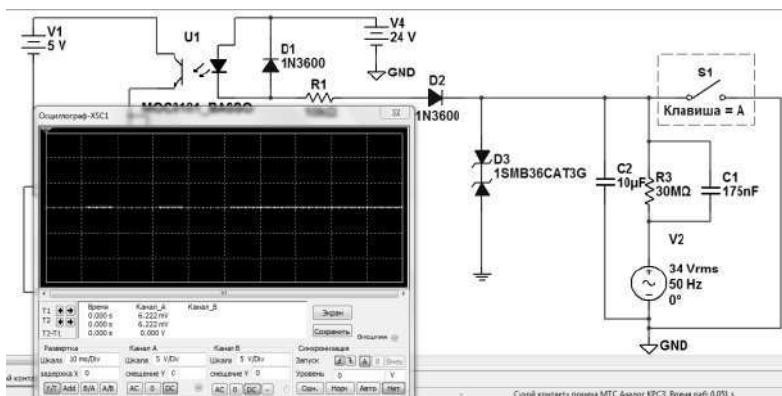 V1
5 V
U1
D1
1N3600
V4
24 V
GND
R1
D2
1N3600
S1
Клавиша = A
D3
1SMB36CAT3G
C2
10µF
R3
30MΩ
C1
175nF
V2
34 Vrms
50 Hz
0°
GND
Осциллограф-XSC1
T1
T2
T2-T1
Время
0.000 s
0.000 s
0.000 s
Канал_A
6.222 mV
6.222 mV
0.000 V
Канал_B
Экран
Сохранить
Внешняя
Развертка
Шкала 10 ms/Div
задержка X 0
Y/T Add B/A A/B
Канал A
Шкала 5 V/Div
смещение Y 0
AC 0 DC
Канал B
Шкала 5 V/Div
смещение Y 0
AC 0 DC -
Синхронизация
Запуск A B Внеш
Уровень 0 V
Одн. Норм Авто Нет